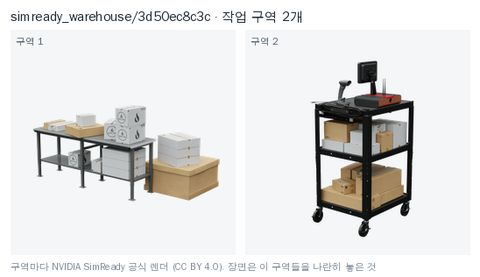 simready_warehouse/3d50ec8c3c · 작업 구역 2개
구역 1
구역 2
구역마다 NVIDIA SimReady 공식 렌더 (CC BY 4.0). 장면은 이 구역들을 나란히 놓은 것